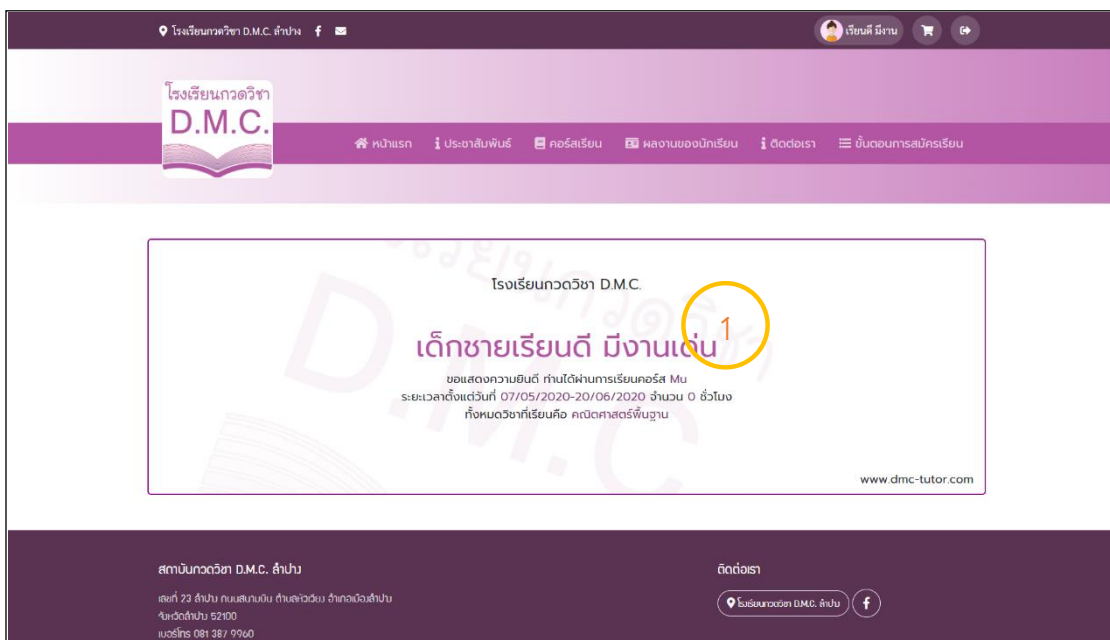 โรงเรียนกวดวิชา D.M.C. ลำปาง
เรียนดี มีงาน
โรงเรียนกวดวิชา
D.M.C.
หน้าแรก ประชาสัมพันธ์ คอร์สเรียน ผลงานของนักเรียน ติดต่อเรา ขั้นตอนการสมัครเรียน
โรงเรียนกวดวิชา D.M.C.
1
เด็กชายเรียนดี มีงานเด่น
ขอแสดงความยินดี ท่านได้ผ่านการเรียนคอร์ส Mu
ระยะเวลาตั้งแต่วันที่ 07/05/2020-20/06/2020 จำนวน 0 ชั่วโมง
ทั้งหมดวิชาที่เรียนคือ คณิตศาสตร์พื้นฐาน
www.dmc-tutor.com
สถาบันกวดวิชา D.M.C. ลำปาง
ติดต่อเรา
เลขที่ 23 ลำปาง ถนนสนามบิน ตำบลหัวเวียง อำเภอเมืองลำปาง
จังหวัดลำปาง 52100
เบอร์โทร 081 387 9960
โรงเรียนกวดวิชา D.M.C. ลำปาง